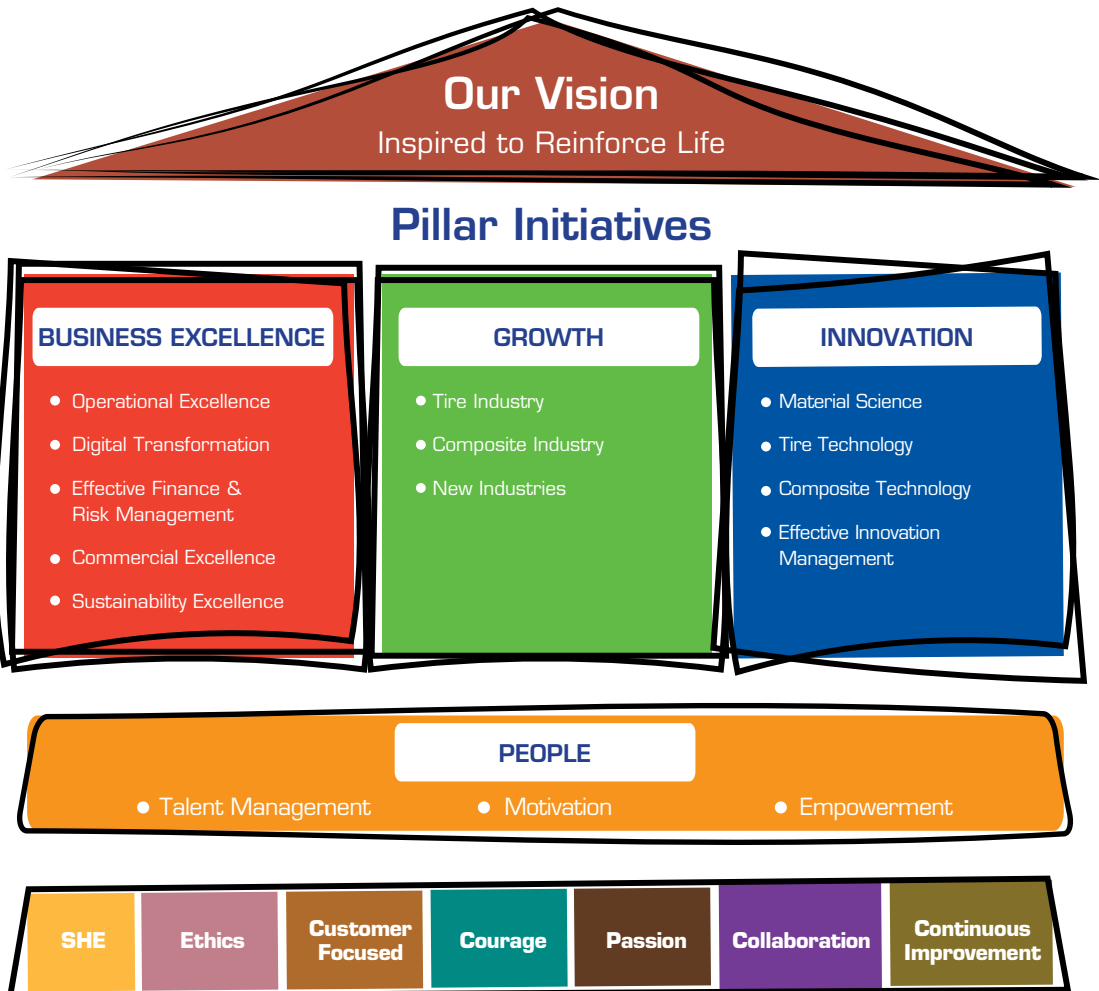 Our Vision
Inspired to Reinforce Life
Pillar Initiatives
BUSINESS EXCELLENCE
Operational Excellence
Digital Transformation
Effective Finance &
Risk Management
Commercial Excellence
Sustainability Excellence
GROWTH
Tire Industry
Composite Industry
New Industries
INNOVATION
Material Science
Tire Technology
Composite Technology
Effective Innovation
Management
PEOPLE
Talent Management
Motivation
Empowerment
SHE
Ethics
Customer
Focused
Courage
Passion
Collaboration
Continuous
Improvement